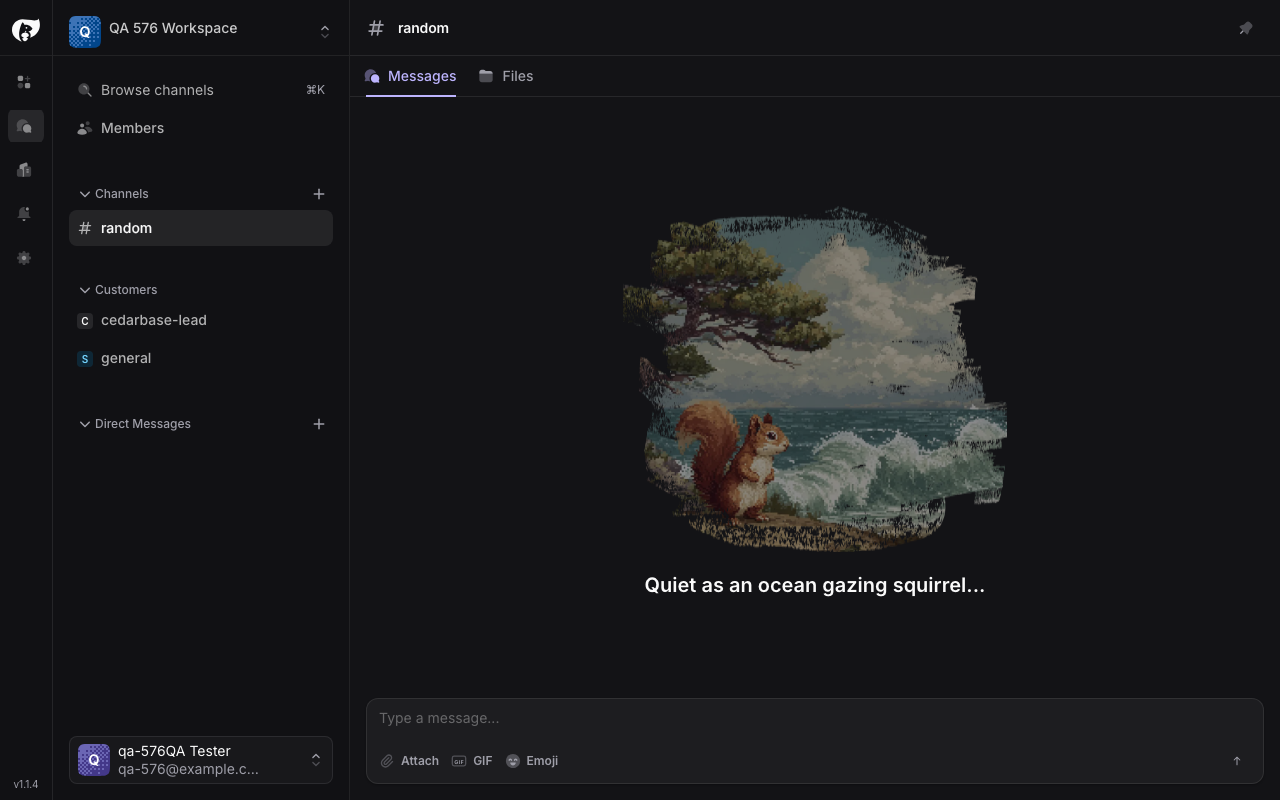 Q QA 576 Workspace
Browse channels ⌘K
Members
Channels
# random
Customers
C cedarbase-lead
S general
Direct Messages
Q qa-576QA Tester
qa-576@example.c...
v1.1.4
# random
Messages Files
Quiet as an ocean gazing squirrel...
Type a message...
Attach GIF GIF Emoji